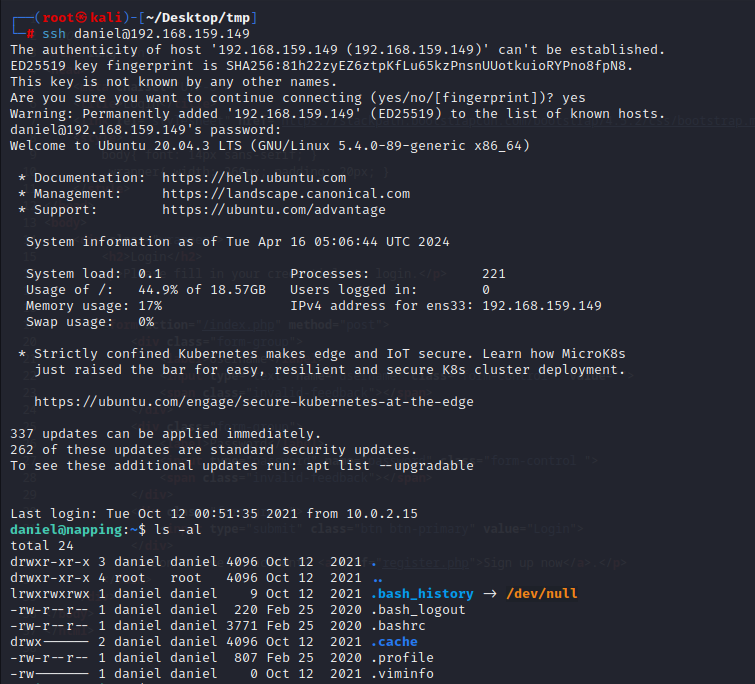 ┌──(root㉿kali)-[~/Desktop/tmp]
└─# ssh daniel@192.168.159.149
The authenticity of host '192.168.159.149 (192.168.159.149)' can't be established.
ED25519 key fingerprint is SHA256:81h22zyEZ6ztpKfLu65kzPnsnUUotkuioRYPno8fpN8.
This key is not known by any other names.
Are you sure you want to continue connecting (yes/no/[fingerprint])? yes
Warning: Permanently added '192.168.159.149' (ED25519) to the list of known hosts.
daniel@192.168.159.149's password:
Welcome to Ubuntu 20.04.3 LTS (GNU/Linux 5.4.0-89-generic x86_64)

 * Documentation:  https://help.ubuntu.com
 * Management:     https://landscape.canonical.com
 * Support:        https://ubuntu.com/advantage

  System information as of Tue Apr 16 05:06:44 UTC 2024

  System load:  0.1                Processes:               221
  Usage of /:   44.9% of 18.57GB   Users logged in:         0
  Memory usage: 17%                IPv4 address for ens33: 192.168.159.149
  Swap usage:   0%

 * Strictly confined Kubernetes makes edge and IoT secure. Learn how MicroK8s
   just raised the bar for easy, resilient and secure K8s cluster deployment.

   https://ubuntu.com/engage/secure-kubernetes-at-the-edge

337 updates can be applied immediately.
262 of these updates are standard security updates.
To see these additional updates run: apt list --upgradable

Last login: Tue Oct 12 00:51:35 2021 from 10.0.2.15
daniel@napping:~$ ls -al
total 24
drwxr-xr-x 3 daniel daniel 4096 Oct 12  2021 .
drwxr-xr-x 4 root   root   4096 Oct 12  2021 ..
lrwxrwxrwx 1 daniel daniel    9 Oct 12  2021 .bash_history -> /dev/null
-rw-r--r-- 1 daniel daniel  220 Feb 25  2020 .bash_logout
-rw-r--r-- 1 daniel daniel 3771 Feb 25  2020 .bashrc
drwx------ 2 daniel daniel 4096 Oct 12  2021 .cache
-rw-r--r-- 1 daniel daniel  807 Feb 25  2020 .profile
-rw------- 1 daniel daniel    0 Oct 12  2021 .viminfo